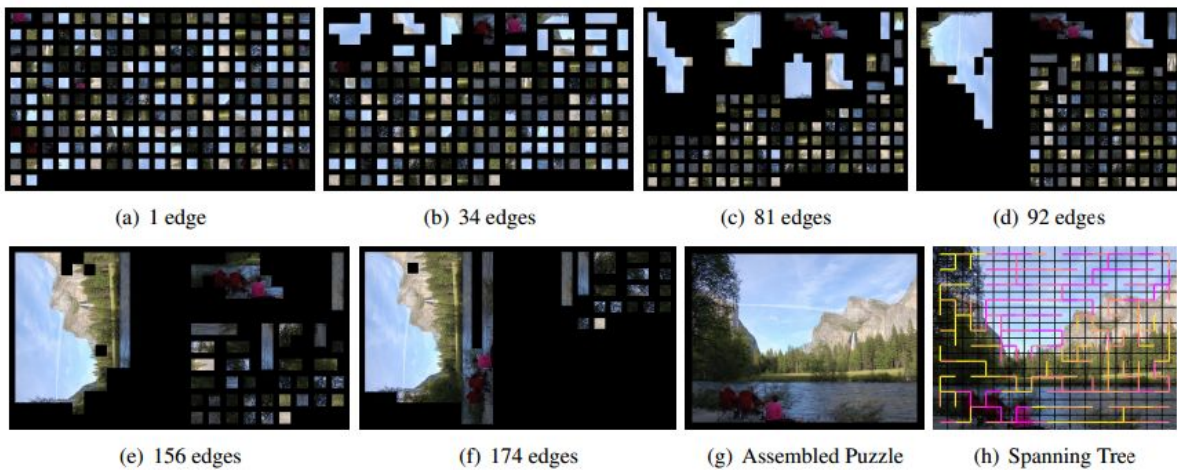 (a) 1 edge
(b) 34 edges
(c) 81 edges
(d) 92 edges
(e) 156 edges
(f) 174 edges
(g) Assembled Puzzle
(h) Spanning Tree